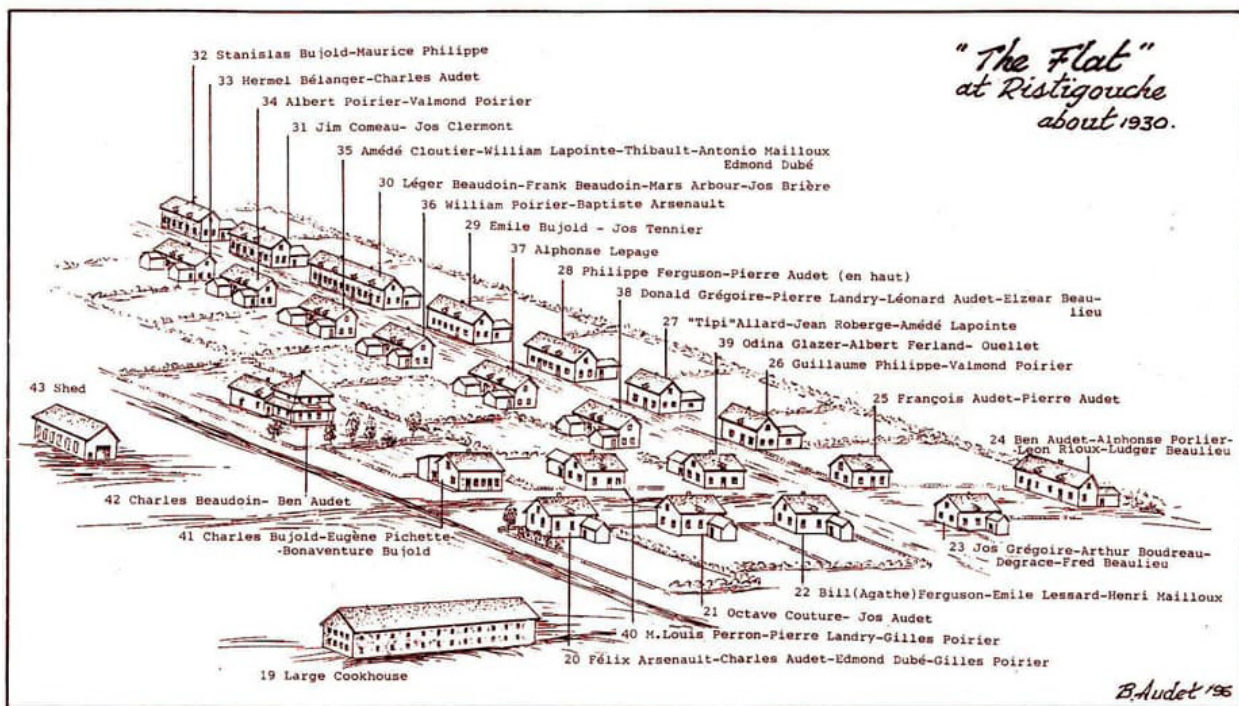 "The Flat"
at Ristigouche
about 1930.
32 Stanislas Bujold-Maurice Philippe
33 Hermel Bélanger-Charles Audet
34 Albert Poirier-Valmond Poirier
31 Jim Comeau- Jos Clermont
35 Amédé Cloutier-William Lapointe-Thibault-Antonio Mailloux
Edmond Dubé
30 Léger Beaudoin-Frank Beaudoin-Mars Arbour-Jos Brière
36 William Poirier-Baptiste Arsenault
29 Emile Bujold - Jos Tennier
37 Alphonse Lepage
28 Philippe Ferguson-Pierre Audet (en haut)
38 Donald Grégoire-Pierre Landry-Léonard Audet-Elzear Beau-
lieu
27 "Tipi"Allard-Jean Roberge-Amédé Lapointe
39 Odina Glazer-Albert Ferland- Ouellet
26 Guillaume Philippe-Valmond Poirier
25 François Audet-Pierre Audet
24 Ben Audet-Alphonse Porlier-
Leon Rioux-Ludger Beaulieu
43 Shed
42 Charles Beaudoin- Ben Audet
41 Charles Bujold-Eugène Pichette-
-Bonaventure Bujold
23 Jos Grégoire-Arthur Boudreau-
Degrace-Fred Beaulieu
22 Bill(Agathe)Ferguson-Emile Lessard-Henri Mailloux
21 Octave Couture- Jos Audet
40 M.Louis Perron-Pierre Landry-Gilles Poirier
20 Félix Arsenault-Charles Audet-Edmond Dubé-Gilles Poirier
19 Large Cookhouse
B.Audet '96